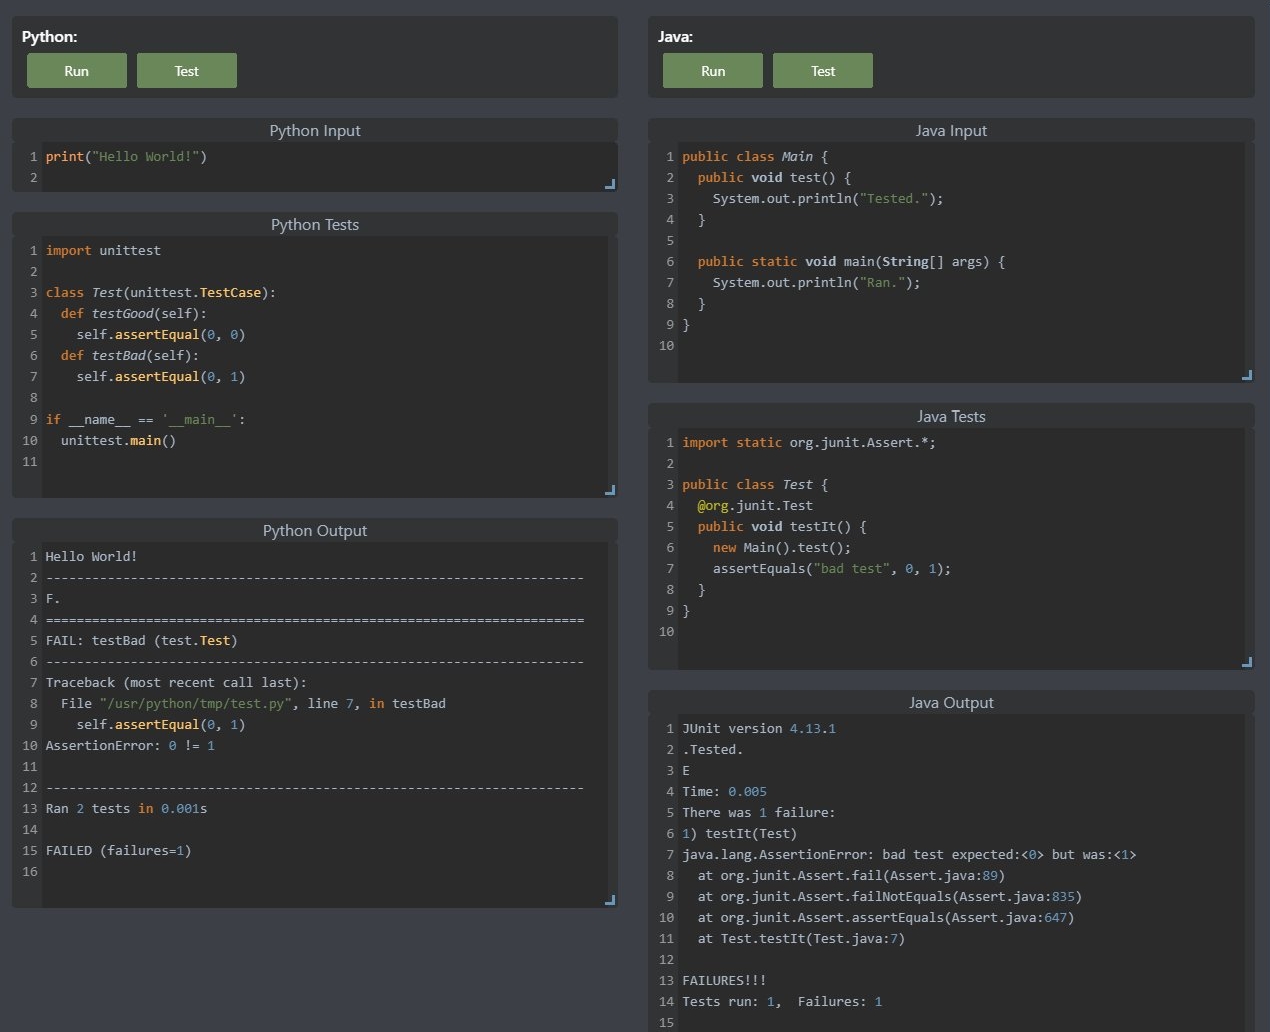 Python:
Run Test
Python Input
1 print("Hello World!")
2
Python Tests
1 import unittest
2
3 class Test(unittest.TestCase):
4   def testGood(self):
5     self.assertEqual(0, 0)
6   def testBad(self):
7     self.assertEqual(0, 1)
8
9 if __name__ == '__main__':
10   unittest.main()
11
Python Output
1 Hello World!
2 ----------------------------------------------------------------------
3 F.
4 ======================================================================
5 FAIL: testBad (test.Test)
6 ----------------------------------------------------------------------
7 Traceback (most recent call last):
8   File "/usr/python/tmp/test.py", line 7, in testBad
9     self.assertEqual(0, 1)
10 AssertionError: 0 != 1
11
12 ----------------------------------------------------------------------
13 Ran 2 tests in 0.001s
14
15 FAILED (failures=1)
16
Java:
Run Test
Java Input
1 public class Main {
2   public void test() {
3     System.out.println("Tested.");
4   }
5
6   public static void main(String[] args) {
7     System.out.println("Ran.");
8   }
9 }
10
Java Tests
1 import static org.junit.Assert.*;
2
3 public class Test {
4   @org.junit.Test
5   public void testIt() {
6     new Main().test();
7     assertEquals("bad test", 0, 1);
8   }
9 }
10
Java Output
1 JUnit version 4.13.1
2 .Tested.
3 E
4 Time: 0.005
5 There was 1 failure:
6 1) testIt(Test)
7 java.lang.AssertionError: bad test expected:<0> but was:<1>
8   at org.junit.Assert.fail(Assert.java:89)
9   at org.junit.Assert.failNotEquals(Assert.java:835)
10   at org.junit.Assert.assertEquals(Assert.java:647)
11   at Test.testIt(Test.java:7)
12
13 FAILURES!!!
14 Tests run: 1,  Failures: 1
15